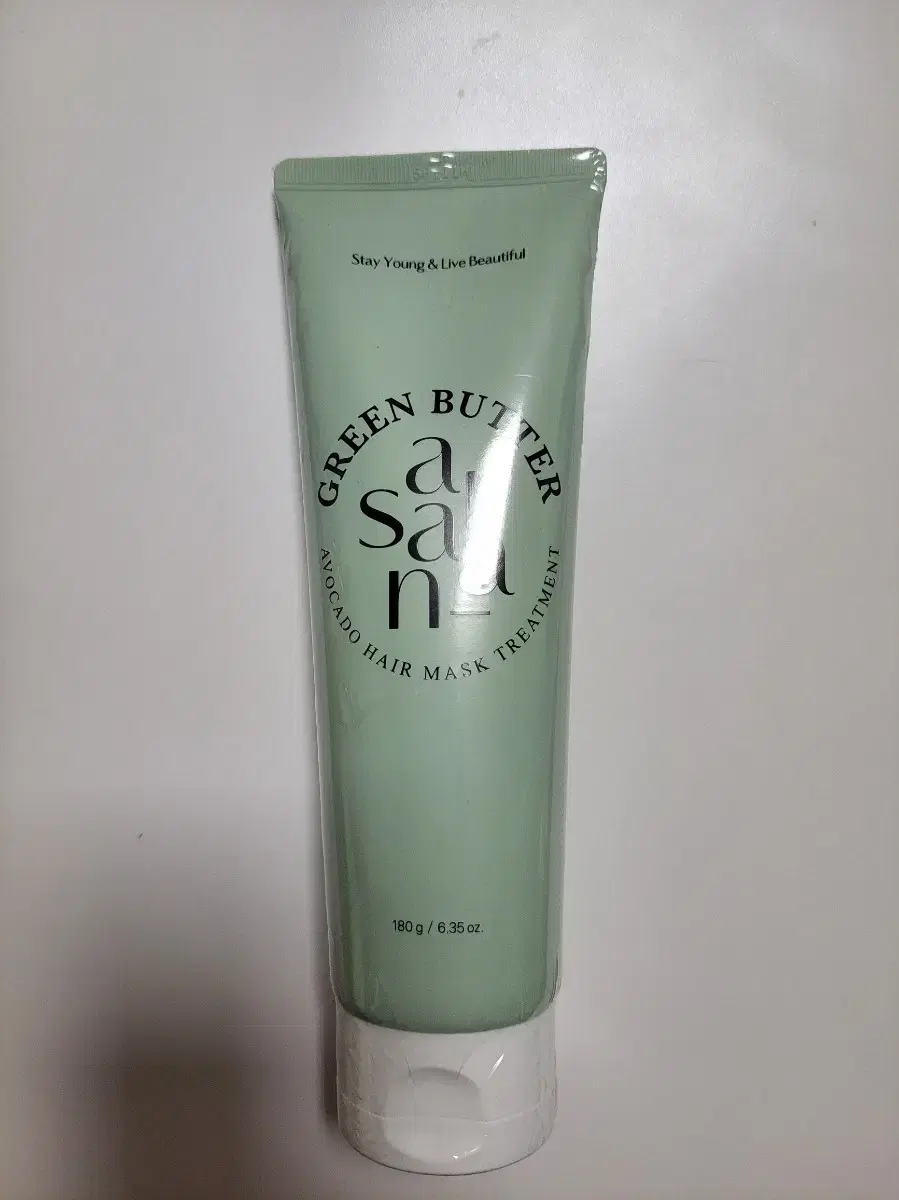 Stay Young & Live Beautiful
GREEN BUTTER
a
sa
n
AVOCADO HAIR MASK TREATMENT
180 g / 6.35 oz.